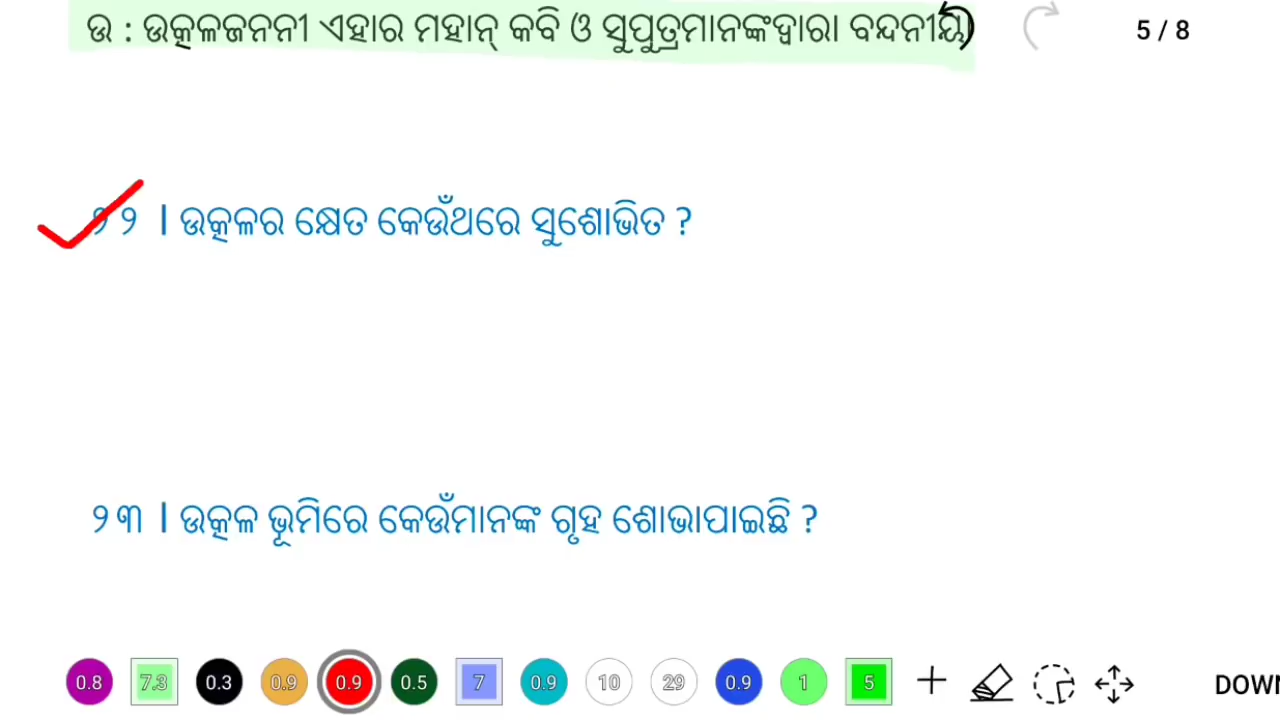 ଉ : ଉତ୍କଳଜନନୀ ଏହାର ମହାନ୍ କବି ଓ ସୁପୁତ୍ରମାନଙ୍କଦ୍ୱାରା ବନ୍ଦନୀୟା
5 / 8
୨୨ । ଉତ୍କଳର କ୍ଷେତ କେଉଁଥରେ ସୁଶୋଭିତ ?
୨୩ । ଉତ୍କଳ ଭୂମିରେ କେଉଁମାନଙ୍କ ଗୃହ ଶୋଭାପାଇଛି ?
0.8 7.3 0.3 0.9 0.9 0.5 7 0.9 10 29 0.9 1 5 DOWN